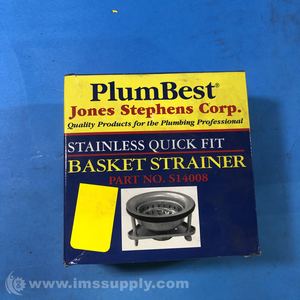 PlumBest®
Jones Stephens Corp.
Quality Products for the Plumbing Professional
STAINLESS QUICK FIT
BASKET STRAINER
PART NO. S14008
© www.imssupply.com